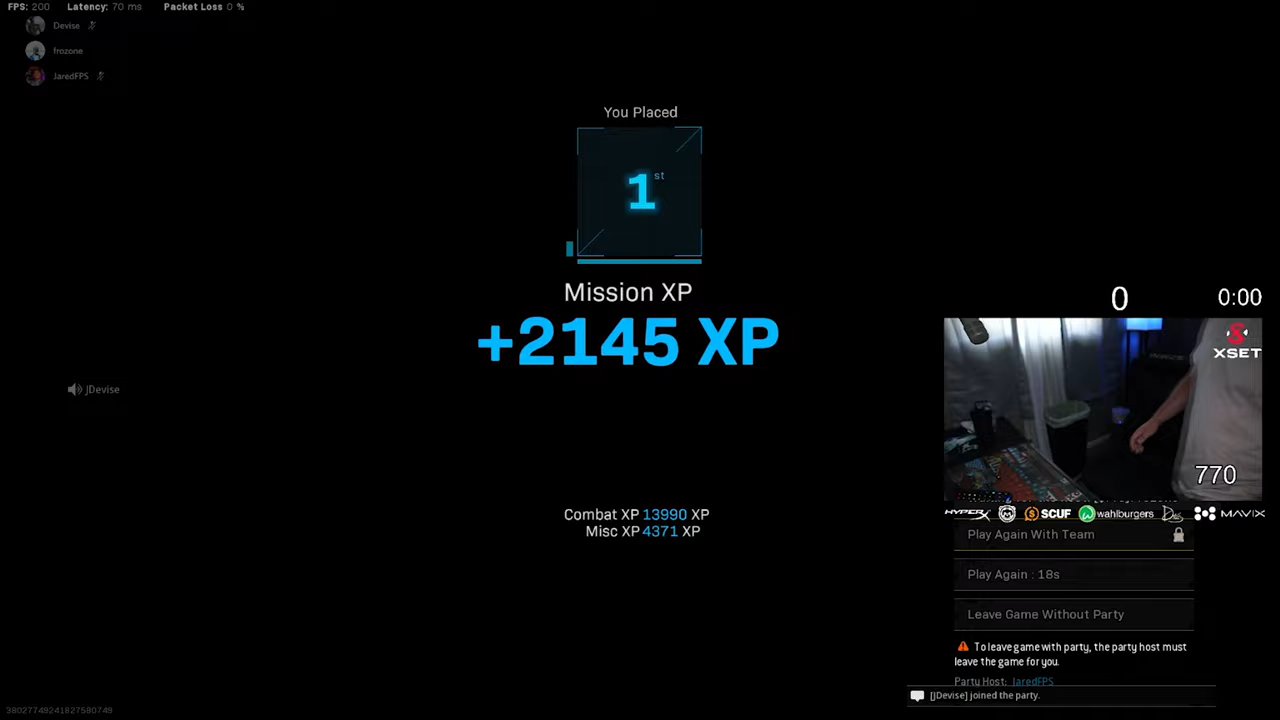 FPS: 200 Latency: 70 ms Packet Loss 0 %
Devise
frozone
JaredFPS
You Placed
1st
Mission XP
+2145 XP
0 0:00
XSET
JDevise
770
Combat XP 13990 XP
Misc XP 4371 XP
HYPERX SCUF wahlburgers MAVIX
Play Again With Team
Play Again : 18s
Leave Game Without Party
To leave game with party, the party host must
leave the game for you.
Party Host: JaredFPS
[JDevise] joined the party.
38027749241827580749